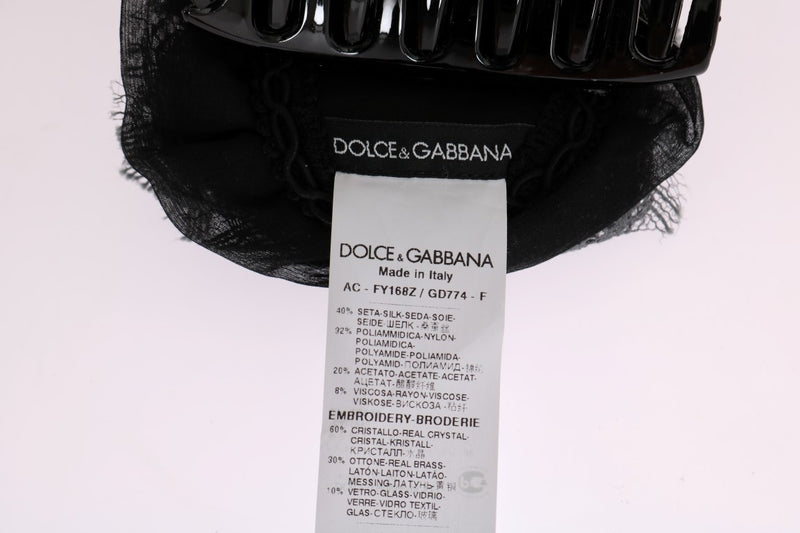 DOLCE & GABBANA
DOLCE & GABBANA
Made in Italy
AC - FY168Z / GD774 - F
40% SETA-SILK-SEDA-SOIE-
SEIDE-ШЕЛК-桑蚕丝
32% POLIAMMIDICA-NYLON-
POLIAMIDICA-
POLYAMIDE-POLIAMIDA-
POLYAMID-ПОЛИАМИД-锦纶
20% ACETATO-ACETATE-ACETAT-
АЦЕТАТ-醋酯纤维
8% VISCOSA-RAYON-VISCOSE-
VISKOSE-ВИСКОЗА-粘纤
EMBROIDERY-BRODERIE
60% CRISTALLO-REAL CRYSTAL-
CRISTAL-KRISTALL-
КРИСТАЛЛ-水晶
30% OTTONE-REAL BRASS-
LATÓN-LAITON-LATÃO-
MESSING-ЛАТУНЬ-黄铜
10% VETRO-GLASS-VIDRIO-
VERRE-VIDRO TEXTIL-
GLAS-СТЕКЛО-玻璃